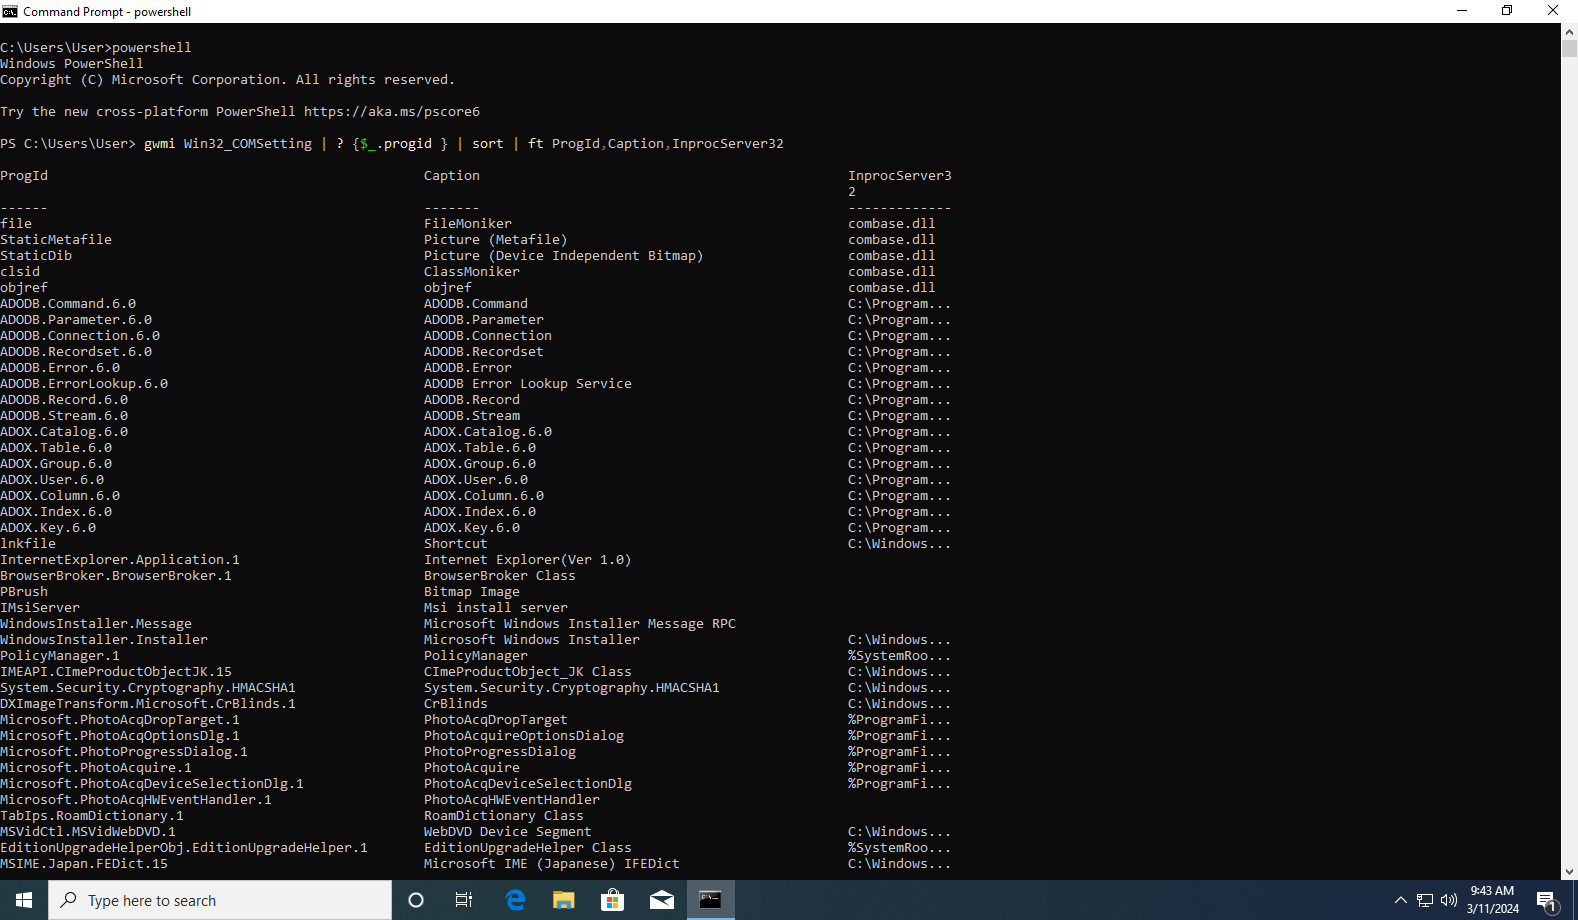 Command Prompt - powershell
C:\Users\User>powershell
Windows PowerShell
Copyright (C) Microsoft Corporation. All rights reserved.
Try the new cross-platform PowerShell https://aka.ms/pscore6
PS C:\Users\User> gwmi Win32_COMSetting | ? {$_.progid } | sort | ft ProgId,Caption,InprocServer32
ProgId Caption InprocServer3
2
------ ------- -------------
file FileMoniker combase.dll
StaticMetafile Picture (Metafile) combase.dll
StaticDib Picture (Device Independent Bitmap) combase.dll
clsid ClassMoniker combase.dll
objref objref combase.dll
ADODB.Command.6.0 ADODB.Command C:\Program...
ADODB.Parameter.6.0 ADODB.Parameter C:\Program...
ADODB.Connection.6.0 ADODB.Connection C:\Program...
ADODB.Recordset.6.0 ADODB.Recordset C:\Program...
ADODB.Error.6.0 ADODB.Error C:\Program...
ADODB.ErrorLookup.6.0 ADODB Error Lookup Service C:\Program...
ADODB.Record.6.0 ADODB.Record C:\Program...
ADODB.Stream.6.0 ADODB.Stream C:\Program...
ADOX.Catalog.6.0 ADOX.Catalog.6.0 C:\Program...
ADOX.Table.6.0 ADOX.Table.6.0 C:\Program...
ADOX.Group.6.0 ADOX.Group.6.0 C:\Program...
ADOX.User.6.0 ADOX.User.6.0 C:\Program...
ADOX.Column.6.0 ADOX.Column.6.0 C:\Program...
ADOX.Index.6.0 ADOX.Index.6.0 C:\Program...
ADOX.Key.6.0 ADOX.Key.6.0 C:\Program...
lnkfile Shortcut C:\Windows...
InternetExplorer.Application.1 Internet Explorer(Ver 1.0)
BrowserBroker.BrowserBroker.1 BrowserBroker Class
PBrush Bitmap Image
IMsiServer Msi install server
WindowsInstaller.Message Microsoft Windows Installer Message RPC
WindowsInstaller.Installer Microsoft Windows Installer C:\Windows...
PolicyManager.1 PolicyManager %SystemRoo...
IMEAPI.CImeProductObjectJK.15 CImeProductObject_JK Class C:\Windows...
System.Security.Cryptography.HMACSHA1 System.Security.Cryptography.HMACSHA1 C:\Windows...
DXImageTransform.Microsoft.CrBlinds.1 CrBlinds C:\Windows...
Microsoft.PhotoAcqDropTarget.1 PhotoAcqDropTarget %ProgramFi...
Microsoft.PhotoAcqOptionsDlg.1 PhotoAcquireOptionsDialog %ProgramFi...
Microsoft.PhotoProgressDialog.1 PhotoProgressDialog %ProgramFi...
Microsoft.PhotoAcquire.1 PhotoAcquire %ProgramFi...
Microsoft.PhotoAcqDeviceSelectionDlg.1 PhotoAcqDeviceSelectionDlg %ProgramFi...
Microsoft.PhotoAcqHWEventHandler.1 PhotoAcqHWEventHandler
TabIps.RoamDictionary.1 RoamDictionary Class
MSVidCtl.MSVidWebDVD.1 WebDVD Device Segment C:\Windows...
EditionUpgradeHelperObj.EditionUpgradeHelper.1 EditionUpgradeHelper Class %SystemRoo...
MSIME.Japan.FEDict.15 Microsoft IME (Japanese) IFEDict C:\Windows...
Type here to search
9:43 AM
3/11/2024
1